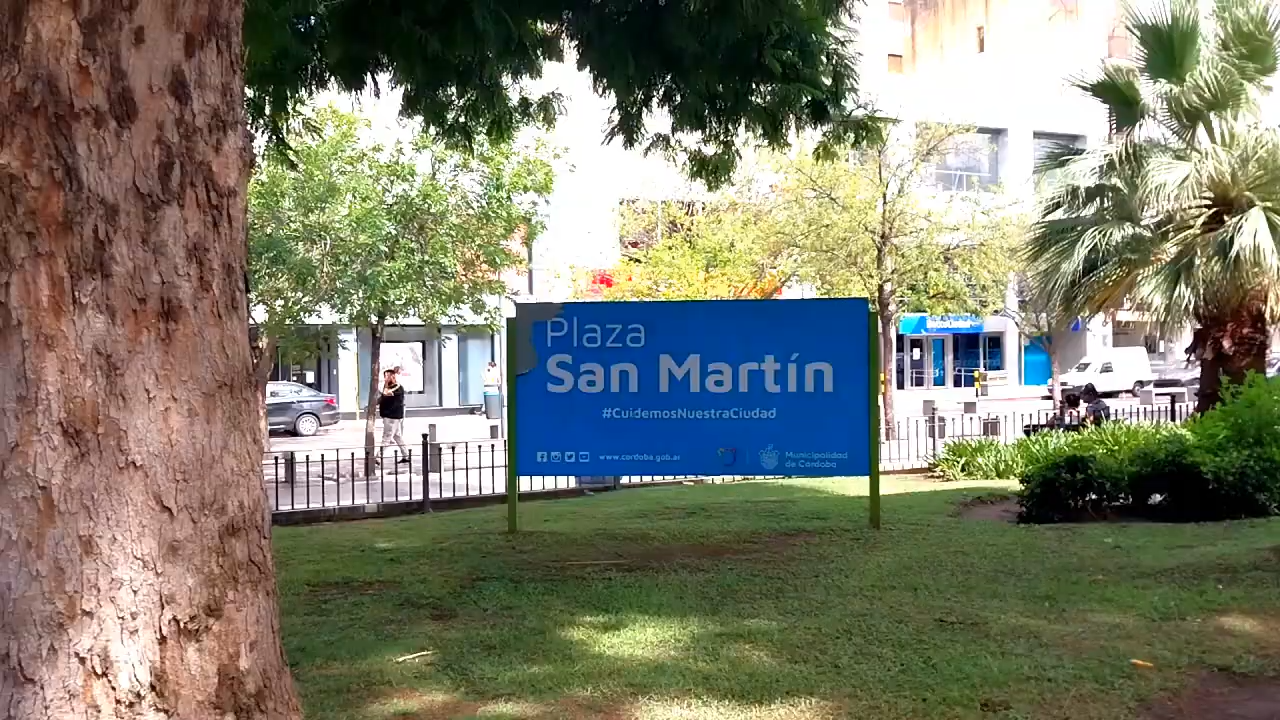 Plaza
San Martín
#CuidemosNuestraCiudad
www.cordoba.gob.ar
Municipalidad
de Córdoba